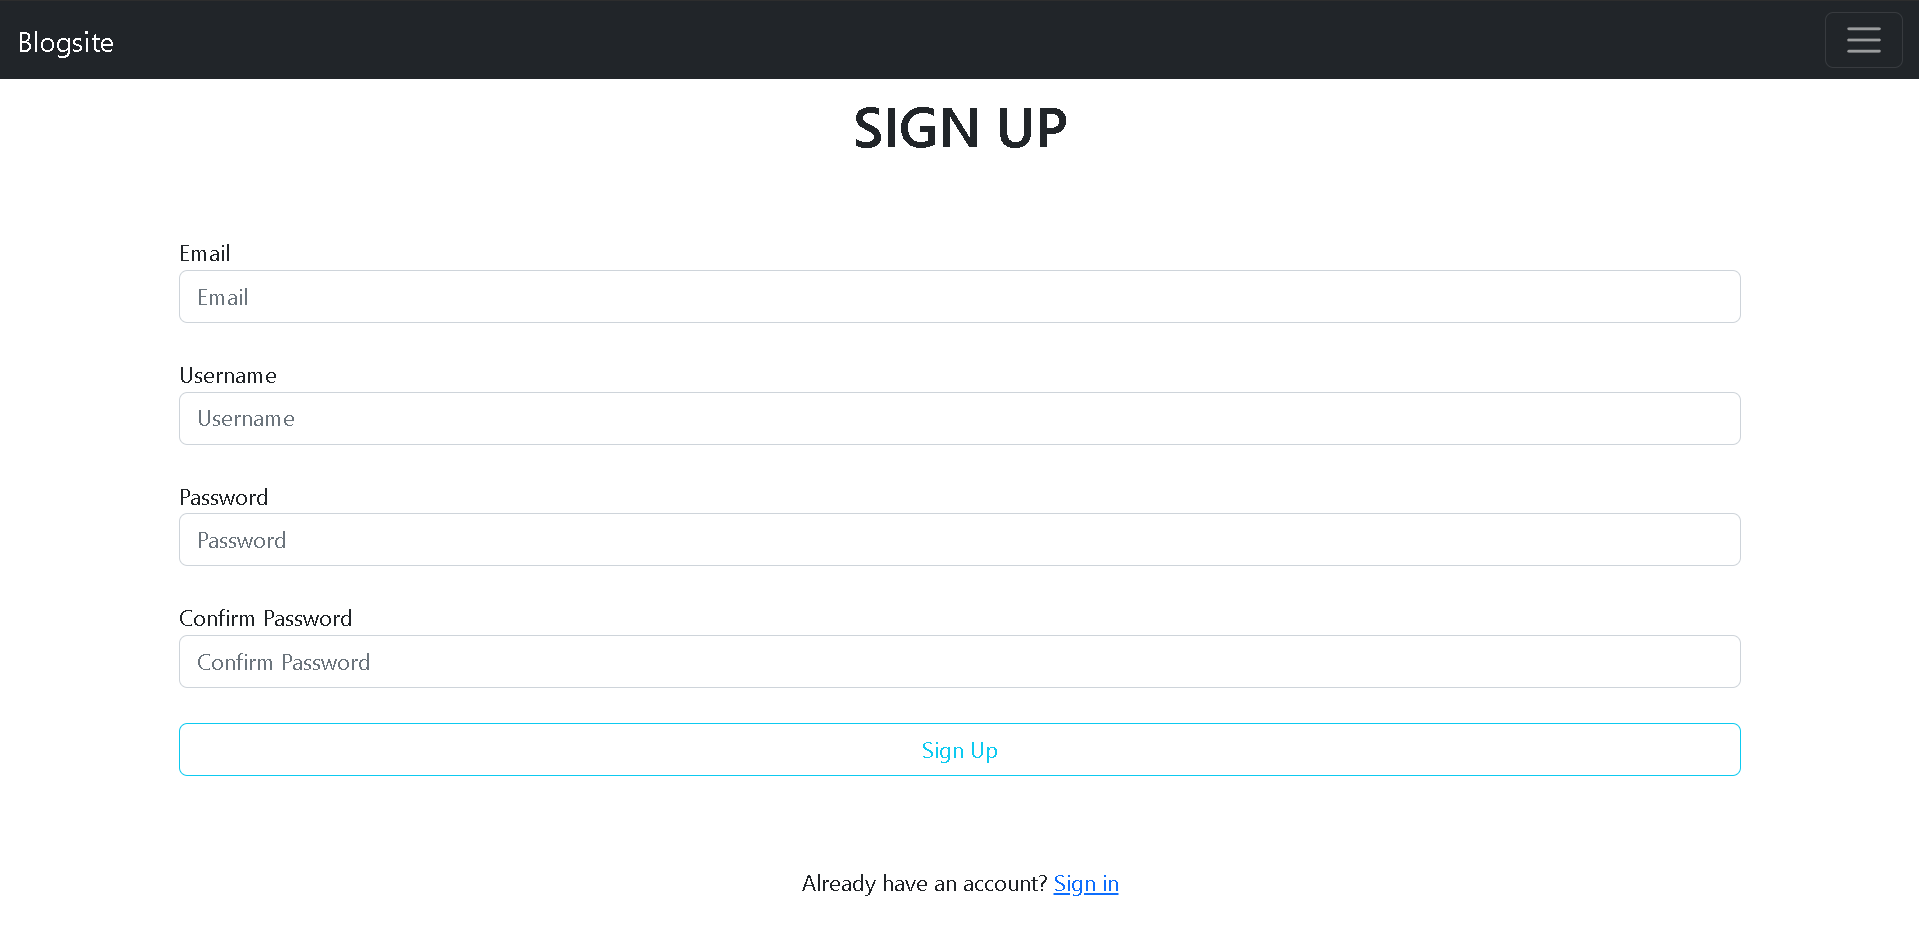 Blogsite
SIGN UP
Email
Email
Username
Username
Password
Password
Confirm Password
Confirm Password
Sign Up
Already have an account? Sign in